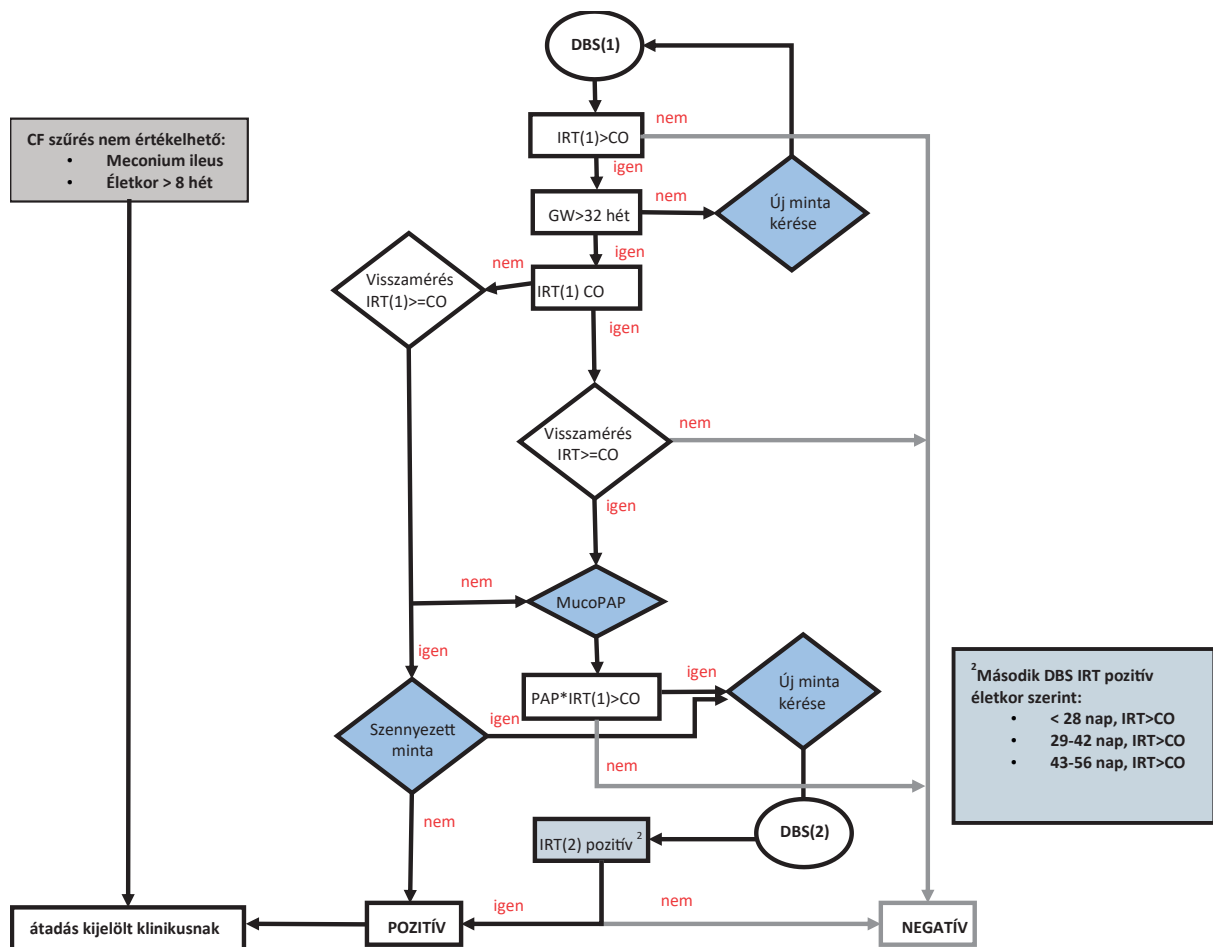 DBS(1)
nem
CF szűrés nem értékelhető:
• Meconium ileus
• Életkor > 8 hét
IRT(1)>CO
igen
GW>32 hét
nem
Új minta
kérése
igen
nem
Visszamérés
IRT(1)>=CO
IRT(1) CO
igen
Visszamérés
IRT>=CO
nem
igen
nem
MucoPAP
igen
PAP*IRT(1)>CO
igen
Új minta
kérése
Szennyezett
minta
igen
nem
2Második DBS IRT pozitív
életkor szerint:
• < 28 nap, IRT>CO
• 29-42 nap, IRT>CO
• 43-56 nap, IRT>CO
nem
IRT(2) pozitív 2
DBS(2)
átadás kijelölt klinikusnak
POZITÍV
igen
nem
NEGATÍV